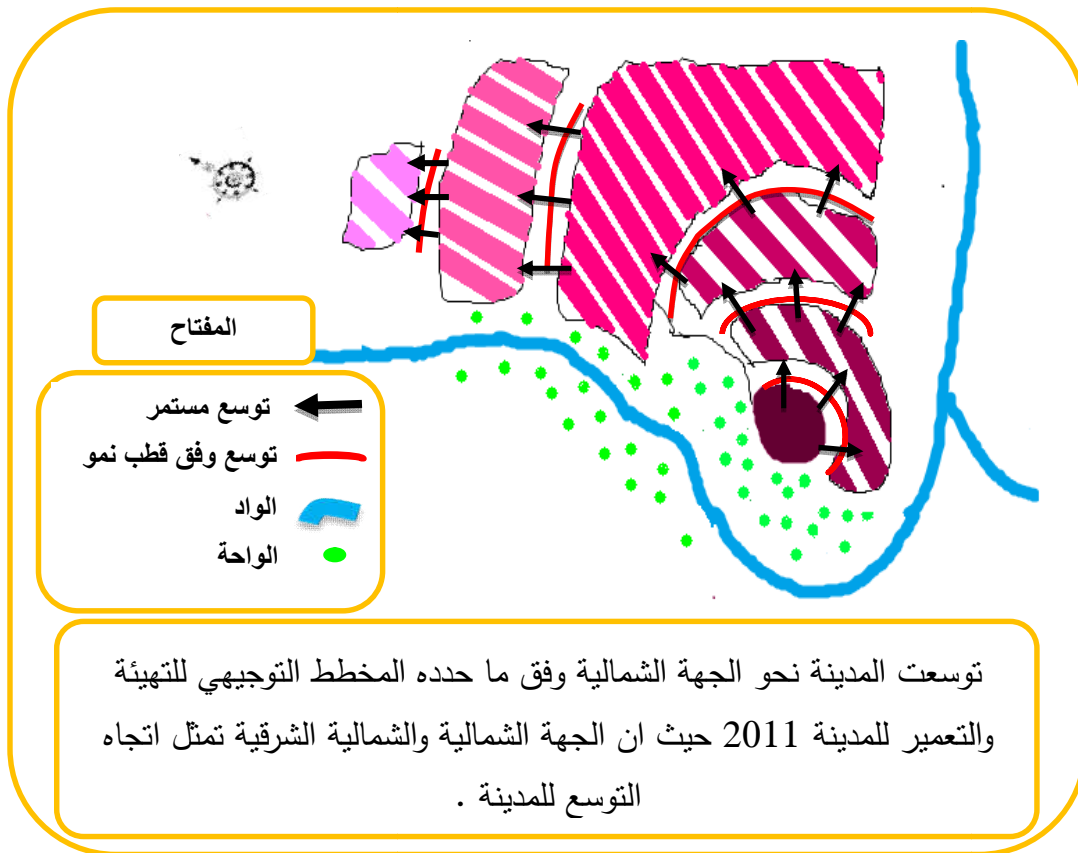 المفتاح
توسع مستمر
توسع وفق قطب نمو
الواد
الواحة
توسعت المدينة نحو الجهة الشمالية وفق ما حدده المخطط التوجيهي للتهيئة
والتعمير للمدينة 2011 حيث ان الجهة الشمالية والشمالية الشرقية تمثل اتجاه
التوسع للمدينة .